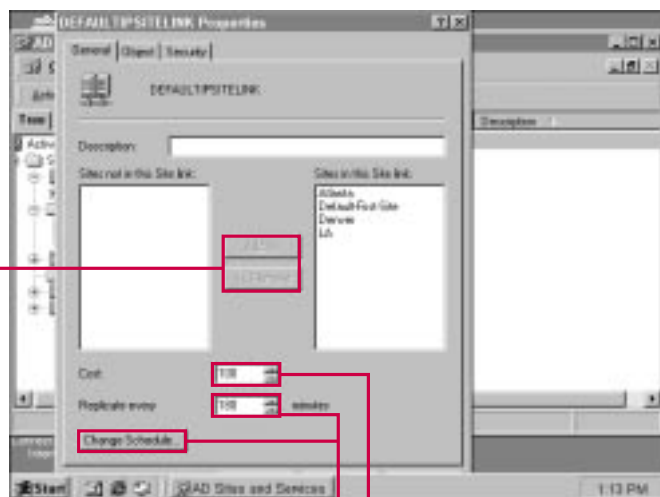 DEFAULTIPSITELINK Properties
General Object Security
DEFAULTIPSITELINK
Tree
Description
Description:
Sites not in this Site link:
Sites in this Site link:
Atlanta
Default-First-Site
Denver
LA
Cost:
100
Replicate every
180
minutes
Change Schedule...
Start
AD Sites and Services
1:13 PM